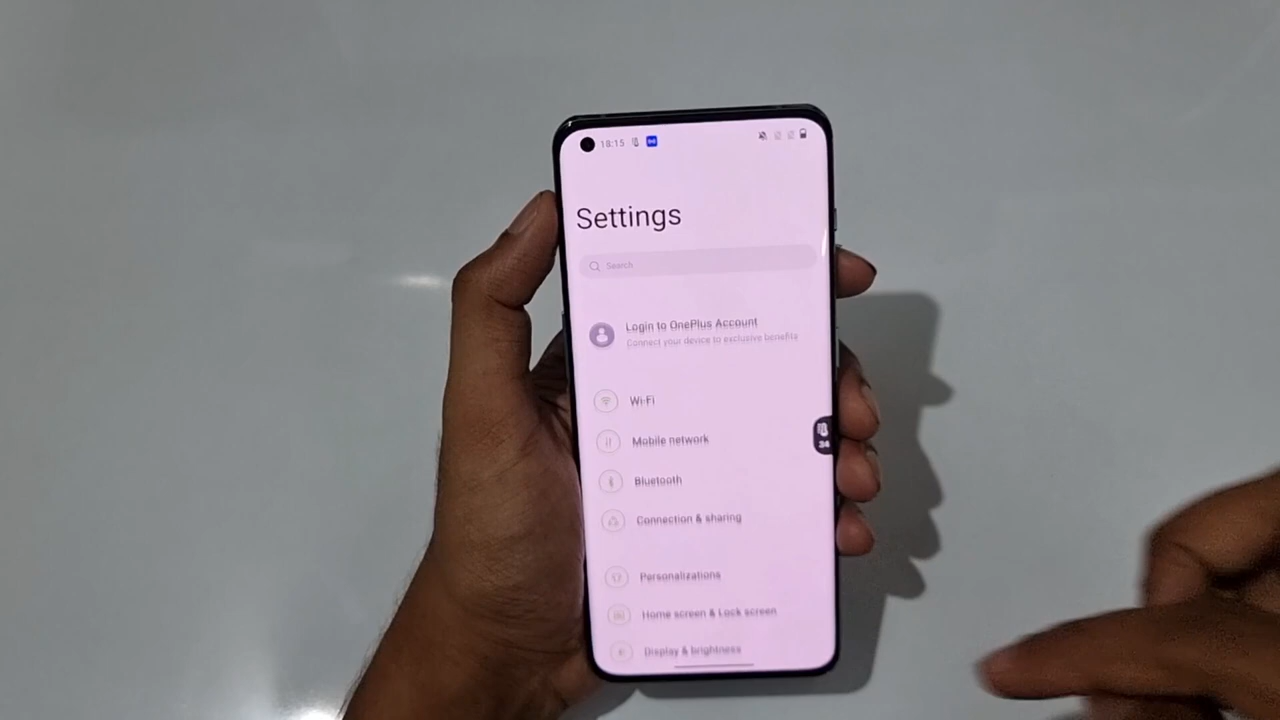 18:15
Settings
Search
Login to OnePlus Account
Connect your device to exclusive benefits
Wi-Fi
Mobile network
Bluetooth
Connection & sharing
34
Personalizations
Home screen & Lock screen
Display & brightness